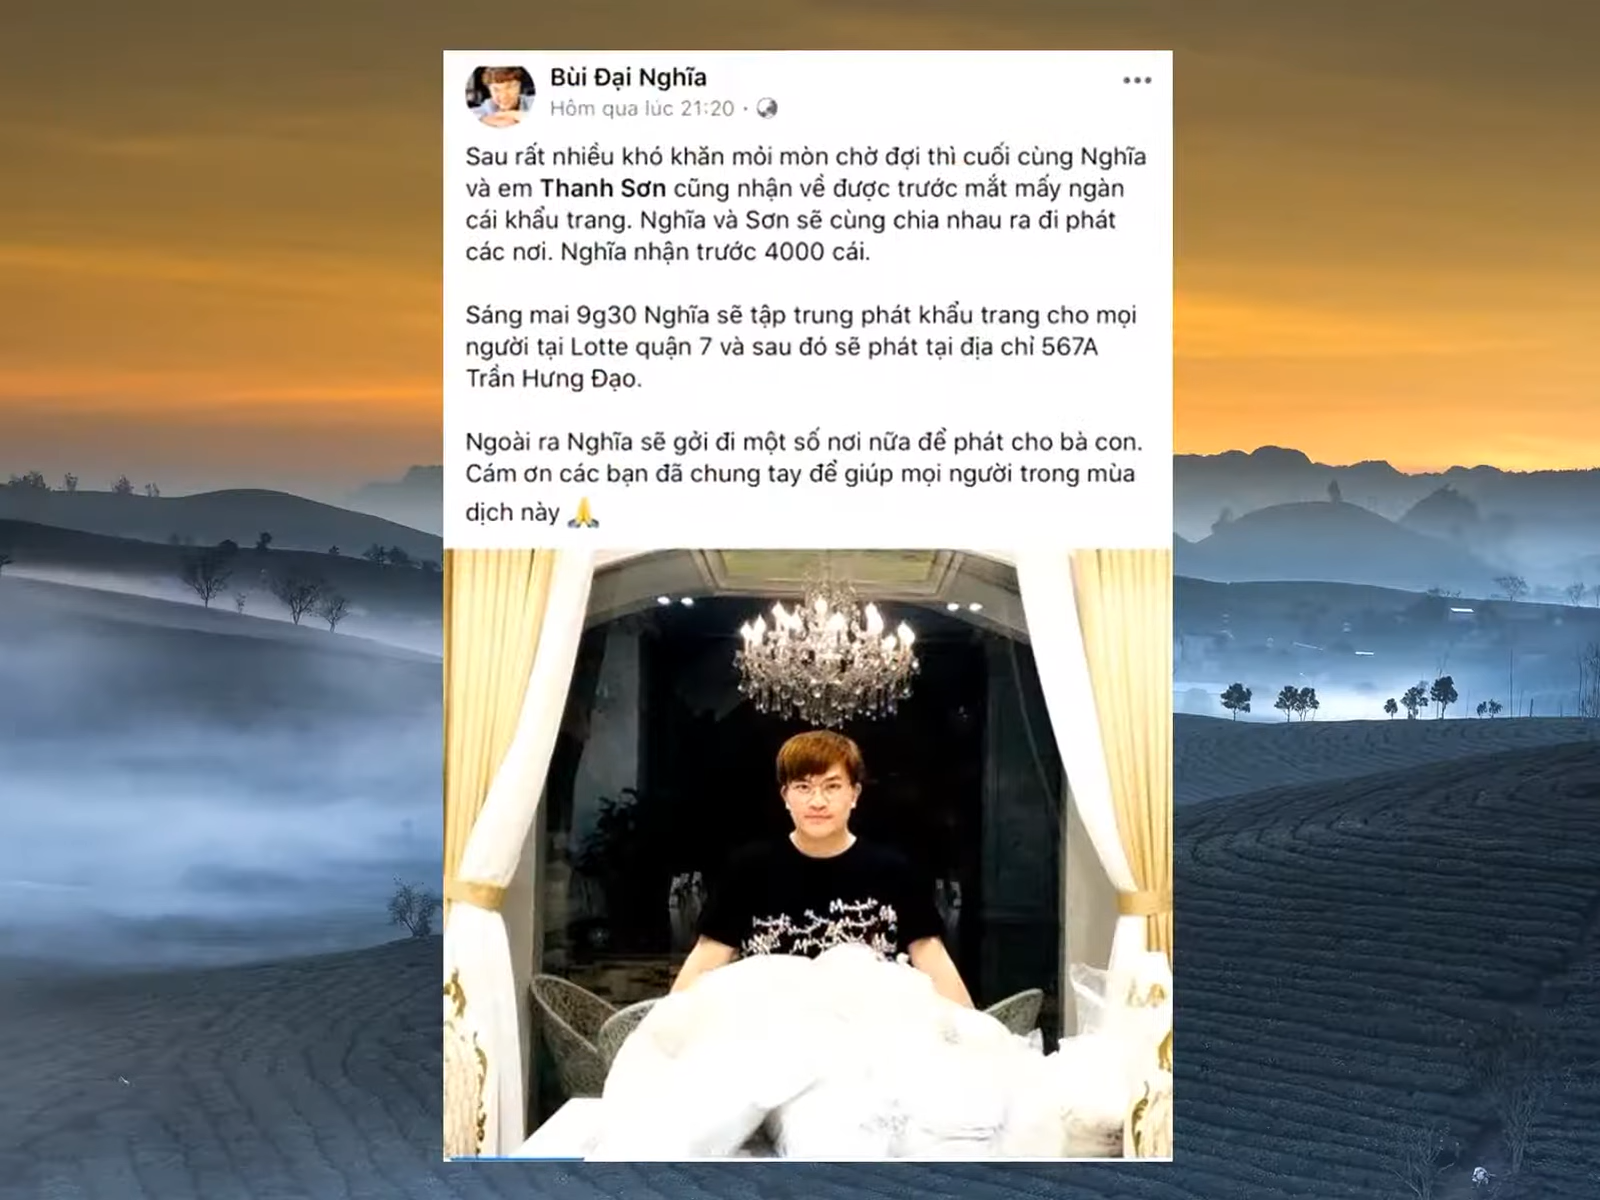 Bùi Đại Nghĩa
Hôm qua lúc 21:20 ·
Sau rất nhiều khó khăn mỏi mòn chờ đợi thì cuối cùng Nghĩa
và em Thanh Sơn cũng nhận về được trước mắt mấy ngàn
cái khẩu trang. Nghĩa và Sơn sẽ cùng chia nhau ra đi phát
các nơi. Nghĩa nhận trước 4000 cái.
Sáng mai 9g30 Nghĩa sẽ tập trung phát khẩu trang cho mọi
người tại Lotte quận 7 và sau đó sẽ phát tại địa chỉ 567A
Trần Hưng Đạo.
Ngoài ra Nghĩa sẽ gởi đi một số nơi nữa để phát cho bà con.
Cám ơn các bạn đã chung tay để giúp mọi người trong mùa
dịch này 🙏